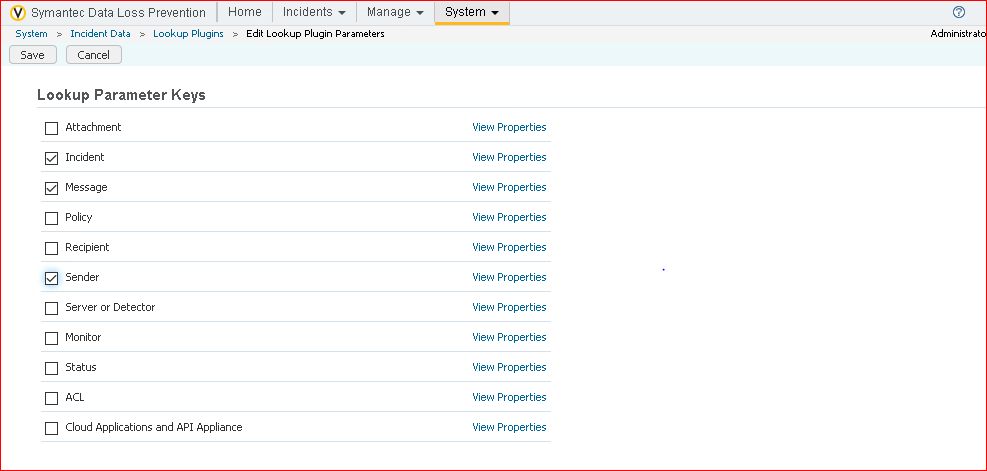 Symantec Data Loss Prevention Home Incidents Manage System ?
System > Incident Data > Lookup Plugins > Edit Lookup Plugin Parameters Administrato
Save Cancel
Lookup Parameter Keys
Attachment View Properties
Incident View Properties
Message View Properties
Policy View Properties
Recipient View Properties
Sender View Properties
Server or Detector View Properties
Monitor View Properties
Status View Properties
ACL View Properties
Cloud Applications and API Appliance View Properties